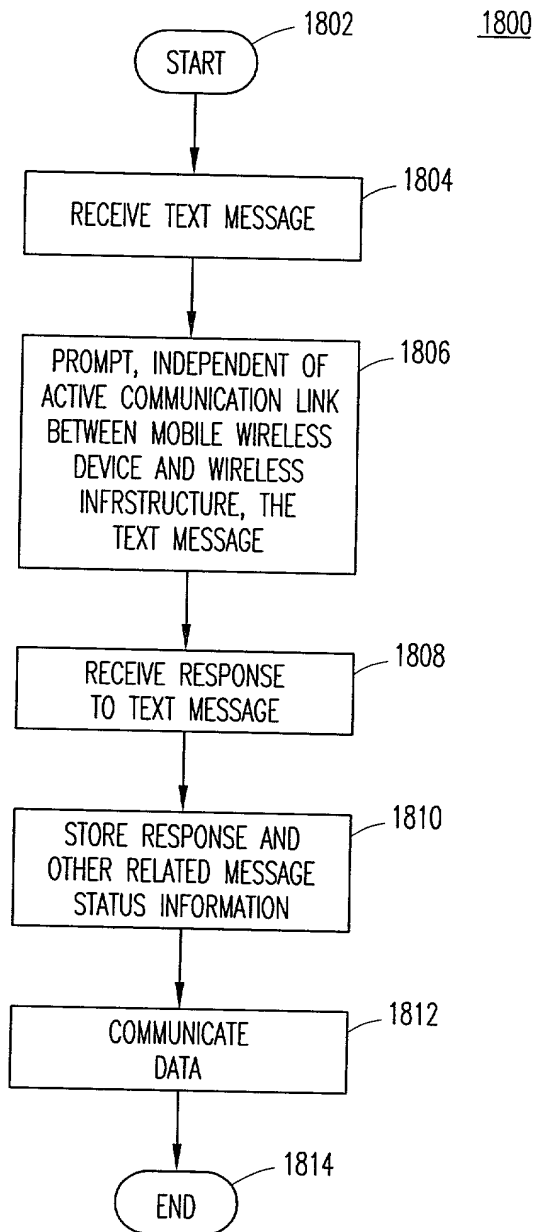 1802
1800
START
1804
RECEIVE TEXT MESSAGE
1806
PROMPT, INDEPENDENT OF
ACTIVE COMMUNICATION LINK
BETWEEN MOBILE WIRELESS
DEVICE AND WIRELESS
INFRSTRUCTURE, THE
TEXT MESSAGE
1808
RECEIVE RESPONSE
TO TEXT MESSAGE
1810
STORE RESPONSE AND
OTHER RELATED MESSAGE
STATUS INFORMATION
1812
COMMUNICATE
DATA
1814
END